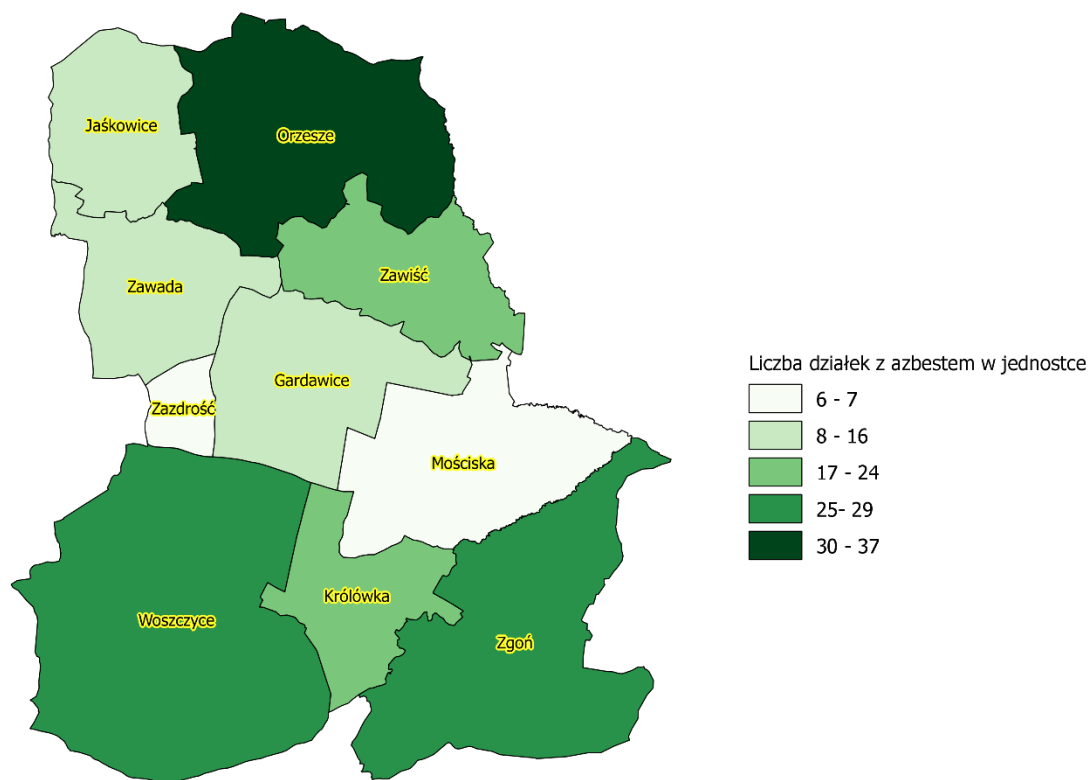 Jaśkowice
Orzesze
Zawiść
Zawada
Gardawice
Zazdrość
Mościska
Królówka
Woszczyce
Zgoń
Liczba działek z azbestem w jednostce
6 - 7
8 - 16
17 - 24
25- 29
30 - 37